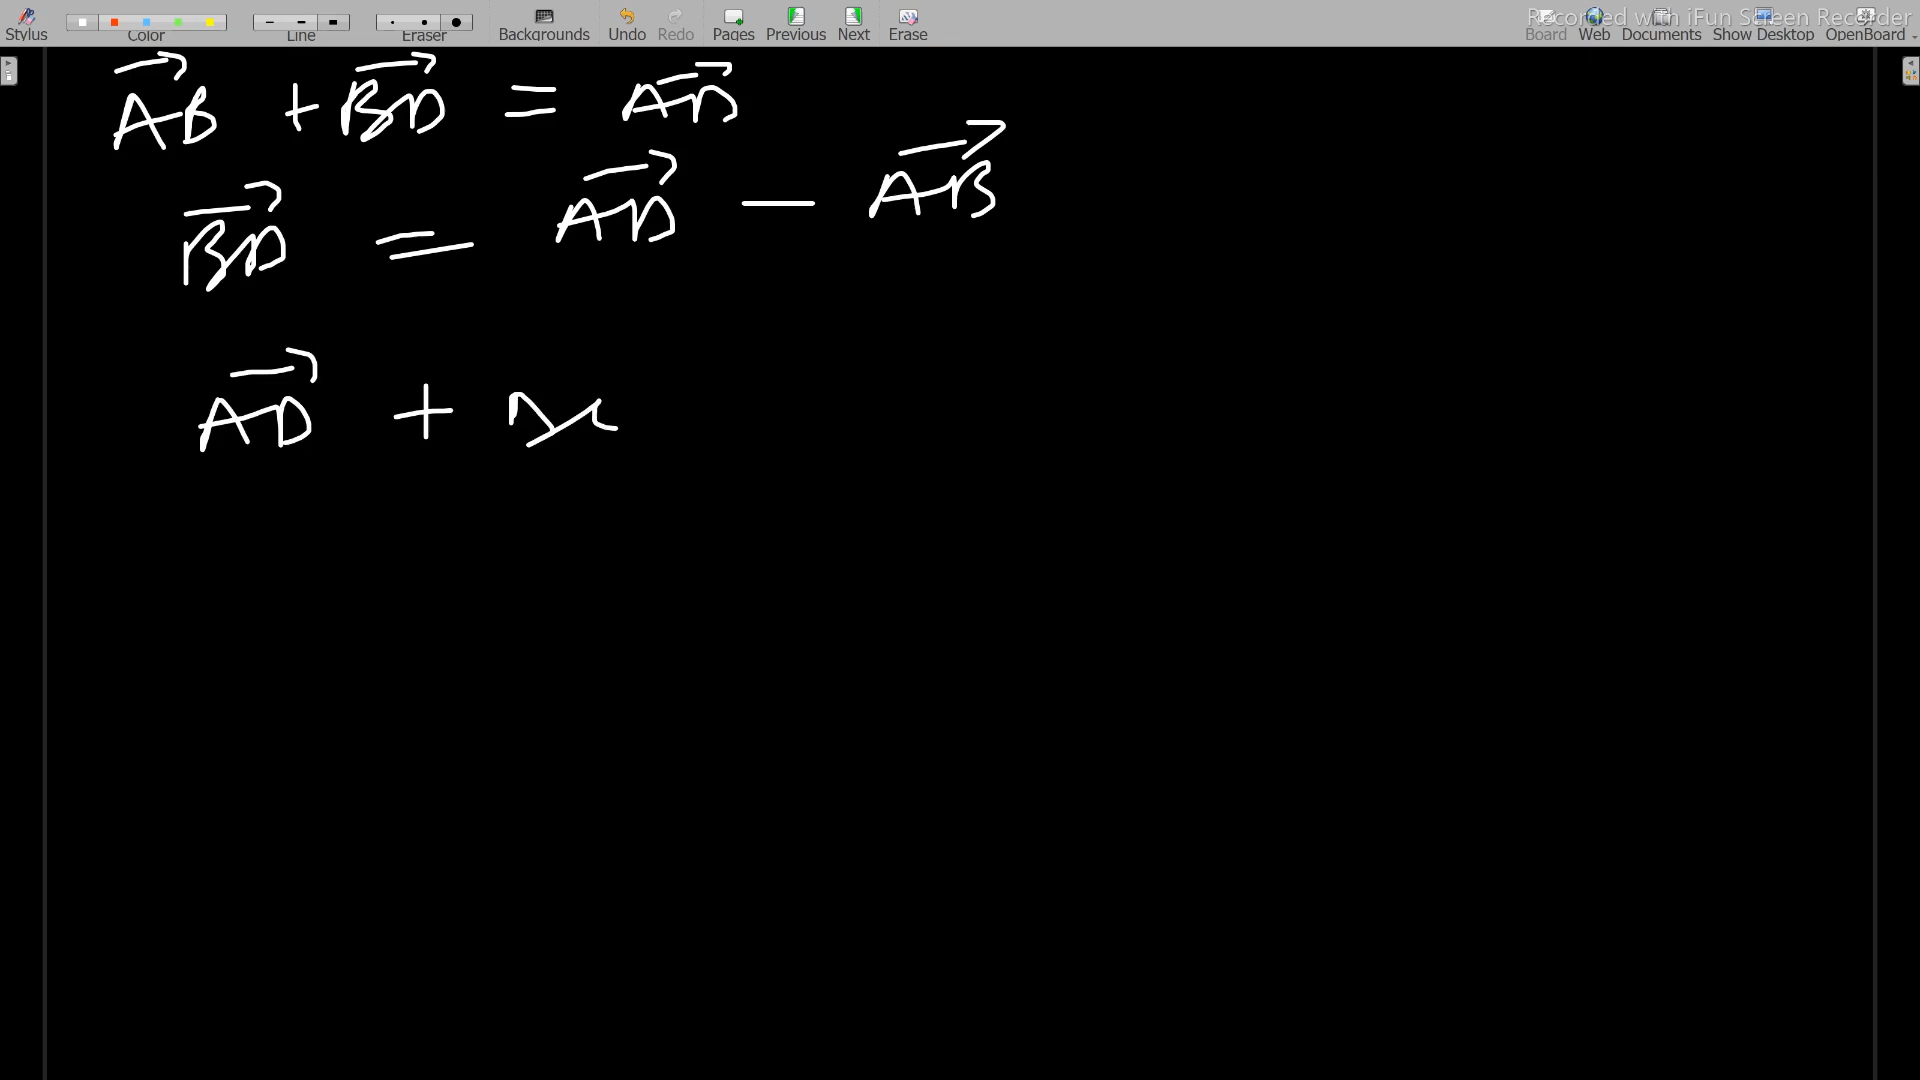 Stylus Color Line Eraser Backgrounds Undo Redo Pages Previous Next Erase Board Web Documents Show Desktop OpenBoard
Recorded with iFun Screen Recorder
AB + BD = AD
BD = AD — AB
AD + DC